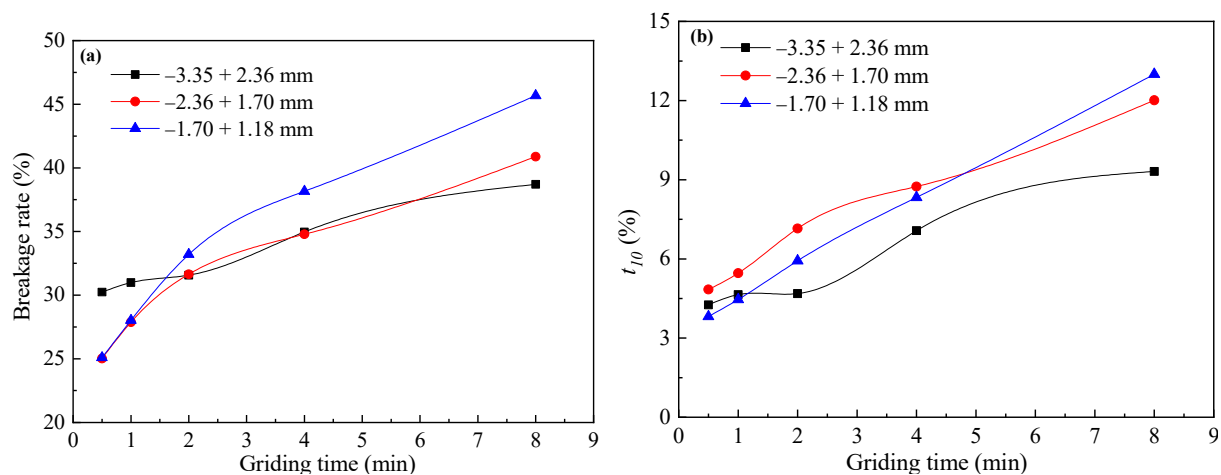 (a)
–3.35 + 2.36 mm
–2.36 + 1.70 mm
–1.70 + 1.18 mm
Breakage rate (%)
50
45
40
35
30
25
20
0 1 2 3 4 5 6 7 8 9
Griding time (min)
(b)
–3.35 + 2.36 mm
–2.36 + 1.70 mm
–1.70 + 1.18 mm
t10 (%)
15
12
9
6
3
0
0 1 2 3 4 5 6 7 8 9
Griding time (min)